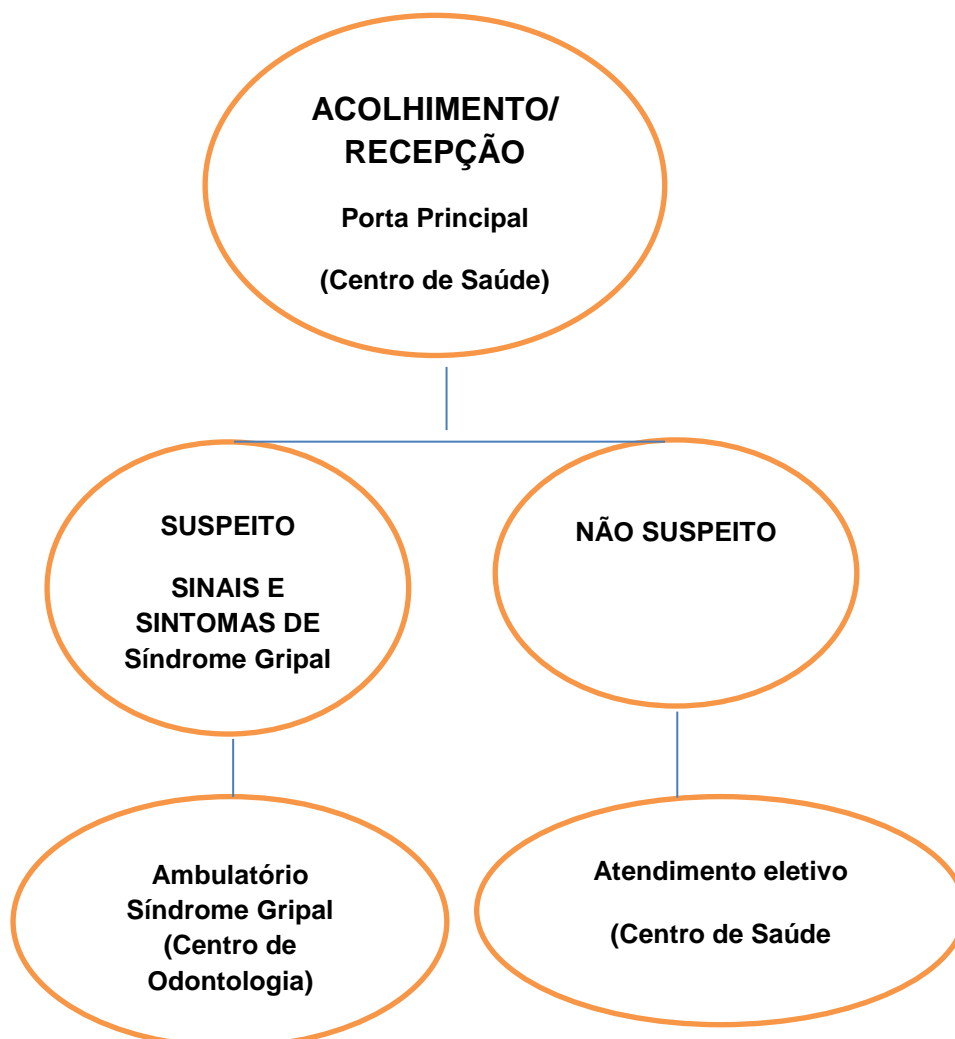 ACOLHIMENTO/
RECEPÇÃO
Porta Principal
(Centro de Saúde)
SUSPEITO
SINAIS E
SINTOMAS DE
Síndrome Gripal
NÃO SUSPEITO
Ambulatório
Síndrome Gripal
(Centro de
Odontologia)
Atendimento eletivo
(Centro de Saúde